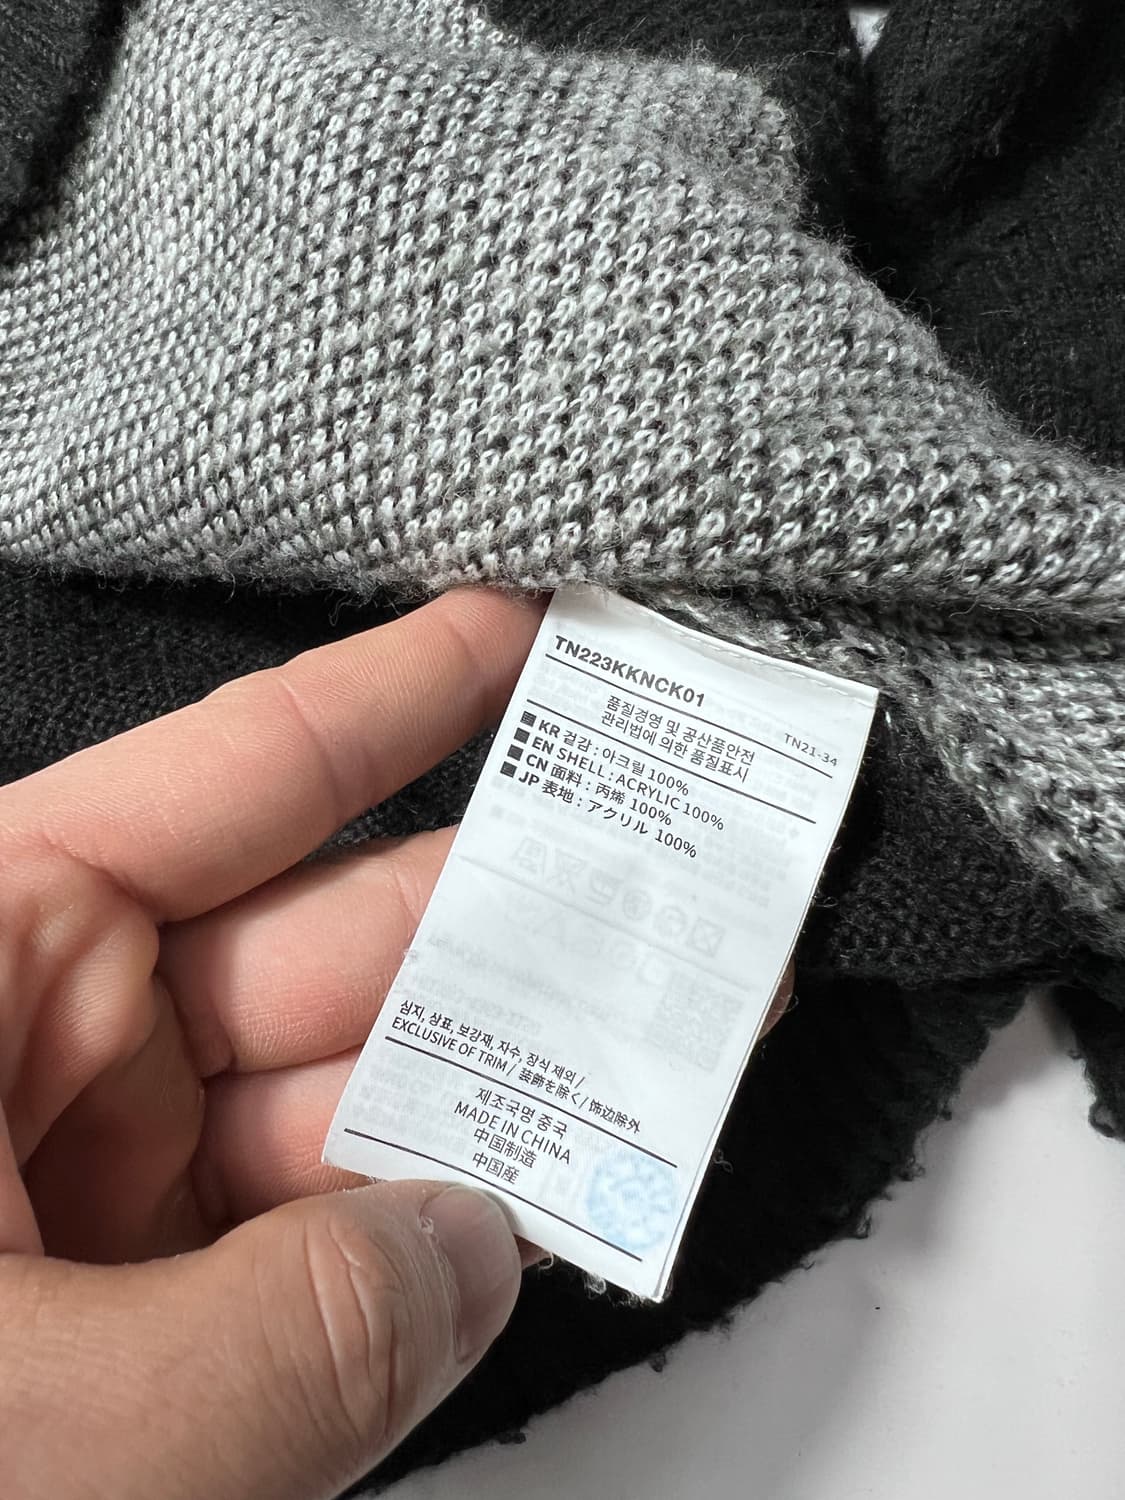 TN223KKNCK01
품질경영 및 공산품안전
관리법에 의한 품질표시
TN21-34
■ KR 겉감 : 아크릴 100%
■ EN SHELL : ACRYLIC 100%
■ CN 面料 : 丙烯 100%
■ JP 表地 : アクリル 100%
심지, 상표, 보강재, 자수, 장식 제외 /
EXCLUSIVE OF TRIM / 装飾を除く / 饰边除外
제조국명 중국
MADE IN CHINA
中国制造
中国産